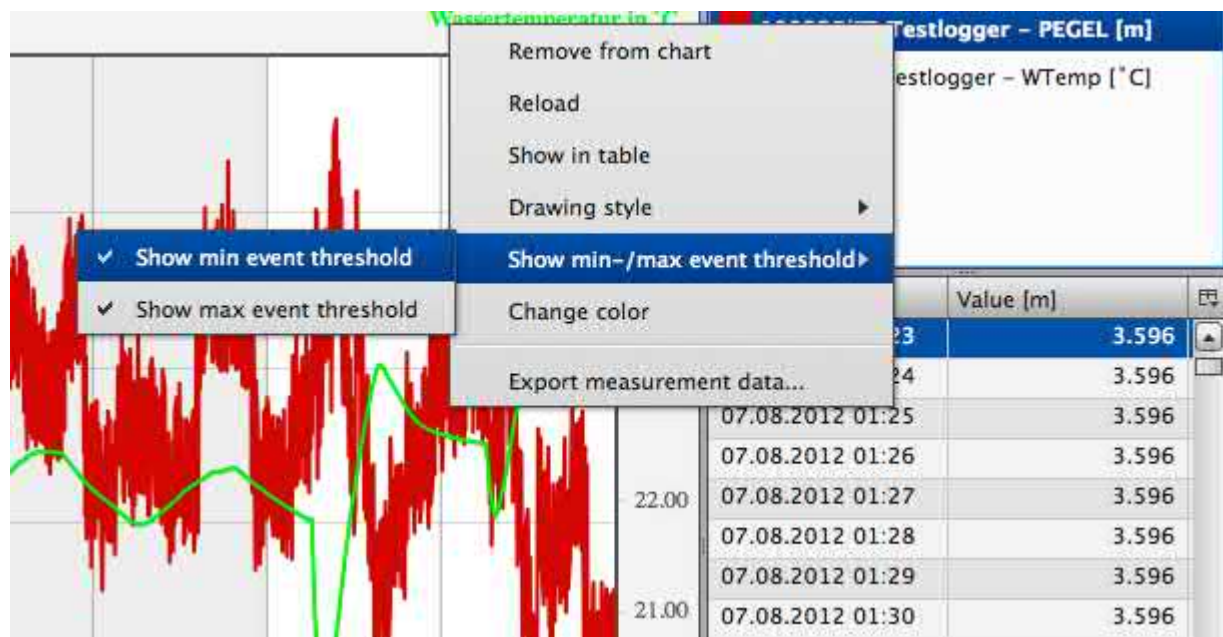 Wassertemperatur in °C
Testlogger – PEGEL [m]
estlogger – WTemp [°C]
Remove from chart
Reload
Show in table
Drawing style
Show min–/max event threshold
Change color
Export measurement data...
Show min event threshold
Show max event threshold
22.00
21.00
Value [m]
23 3.596
24 3.596
07.08.2012 01:25 3.596
07.08.2012 01:26 3.596
07.08.2012 01:27 3.596
07.08.2012 01:28 3.596
07.08.2012 01:29 3.596
07.08.2012 01:30 3.596